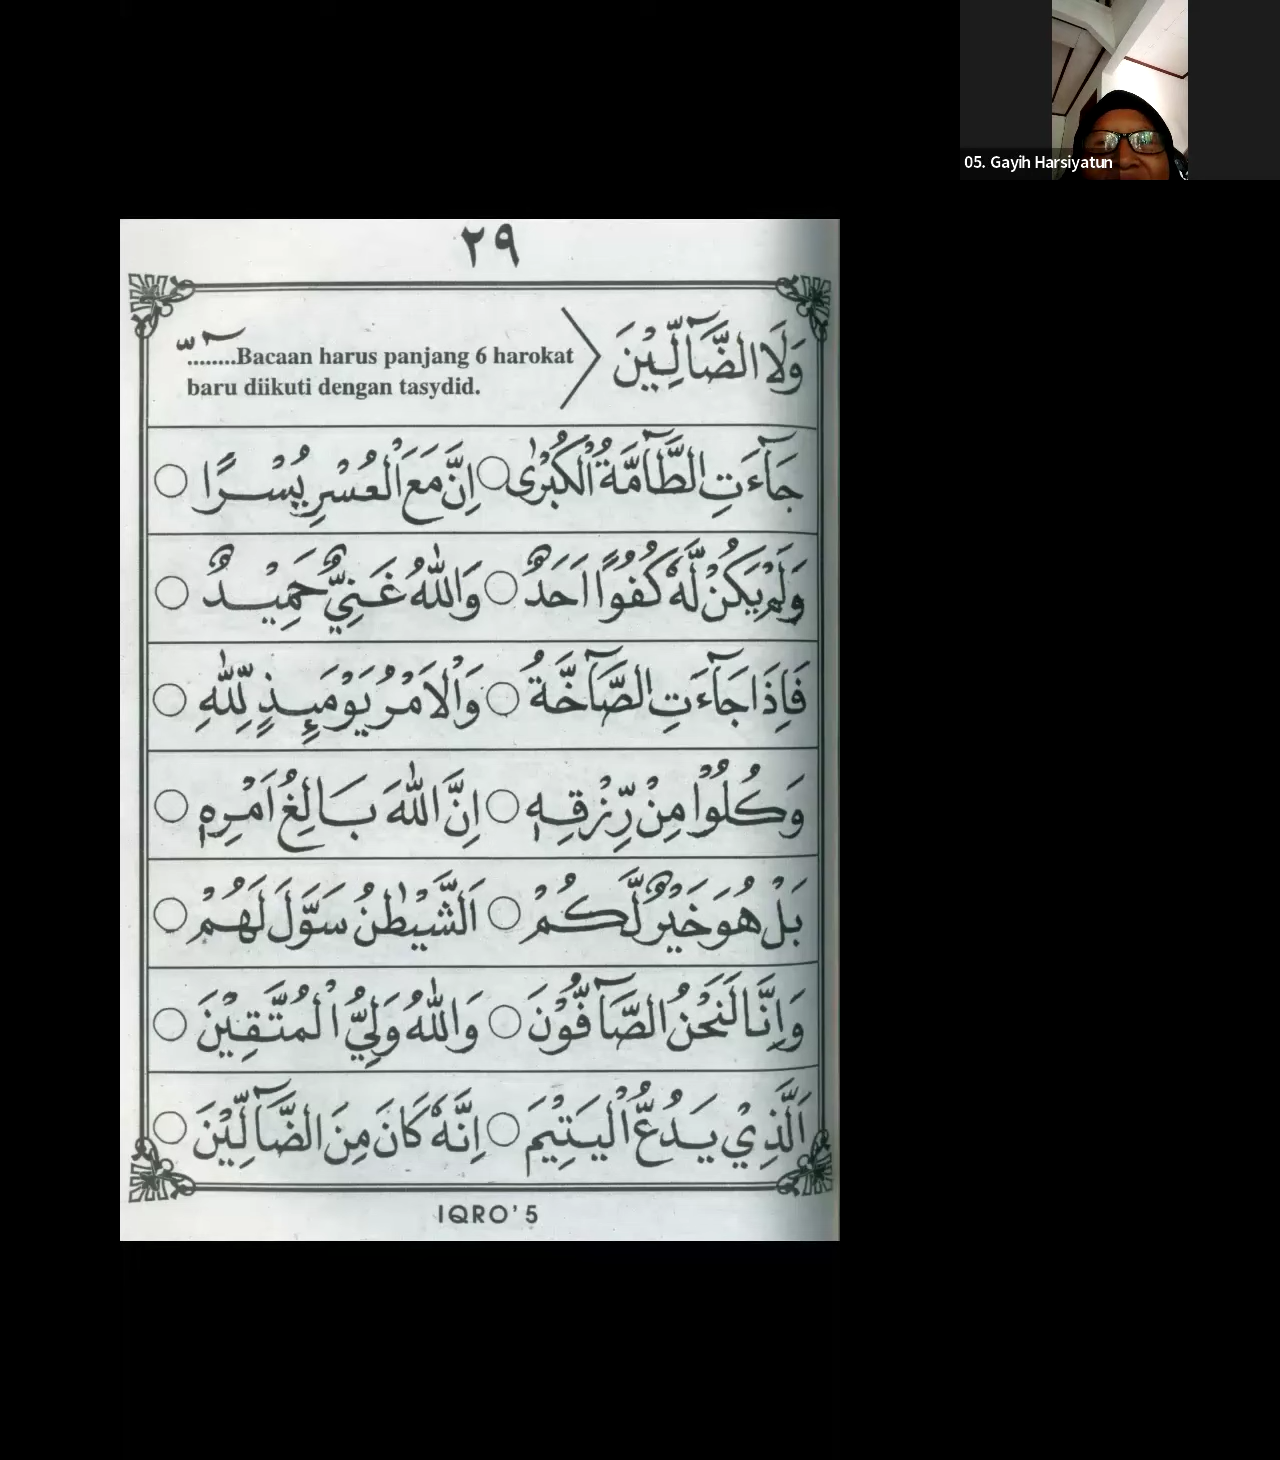 05. Gayih Harsiyatun
٢٩
وَلَا الضَّآلِّيْنَ
ـّـٓ........Bacaan harus panjang 6 harokat
baru diikuti dengan tasydid.
جَآءَتِ الطَّآمَّةُ الْكُبْرٰى ○ اِنَّ مَعَ الْعُسْرِ يُسْرًا ○
وَلَمْ يَكُنْ لَّهٗ كُفُوًا اَحَدٌ ○ وَاللّٰهُ غَنِيٌّ حَمِيْدٌ ○
فَاِذَا جَآءَتِ الصَّآخَّةُ ○ وَالْاَمْرُ يَوْمَئِذٍ لِّلّٰهِ ○
وَكُلُوْا مِنْ رِّزْقِهٖ ○ اِنَّ اللّٰهَ بَالِغُ اَمْرِهٖ ○
بَلْ هُوَ خَيْرٌ لَّكُمْ ○ اَلشَّيْطٰنُ سَوَّلَ لَهُمْ ○
وَاِنَّا لَنَحْنُ الصَّآفُّوْنَ ○ وَاللّٰهُ وَلِيُّ الْمُتَّقِيْنَ ○
اَلَّذِيْ يَدُعُّ الْيَتِيْمَ ○ اِنَّهٗ كَانَ مِنَ الضَّآلِّيْنَ ○
IQRO' 5